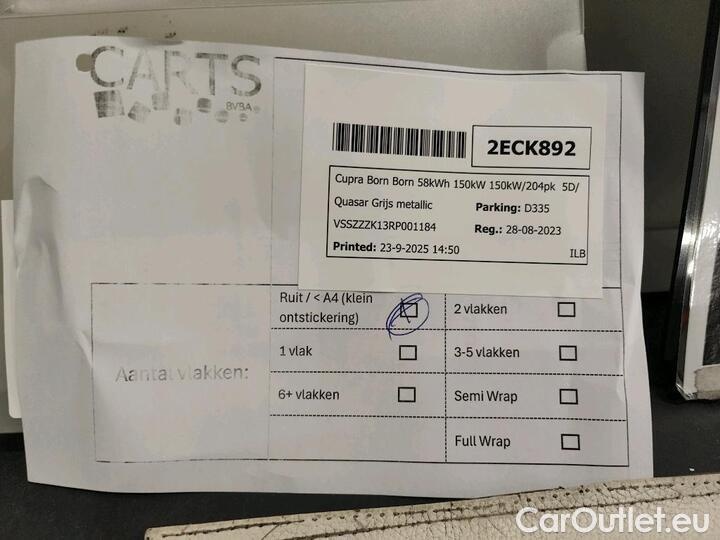 CARTS
BVBA
2ECK892
Cupra Born Born 58kWh 150kW 150kW/204pk 5D/
Quasar Grijs metallic
Parking: D335
VSSZZZK13RP001184
Reg.: 28-08-2023
Printed: 23-9-2025 14:50
ILB
Aantal vlakken:
Ruit / < A4 (klein
ontstickering)
2 vlakken
1 vlak
3-5 vlakken
6+ vlakken
Semi Wrap
Full Wrap
CarOutlet.eu